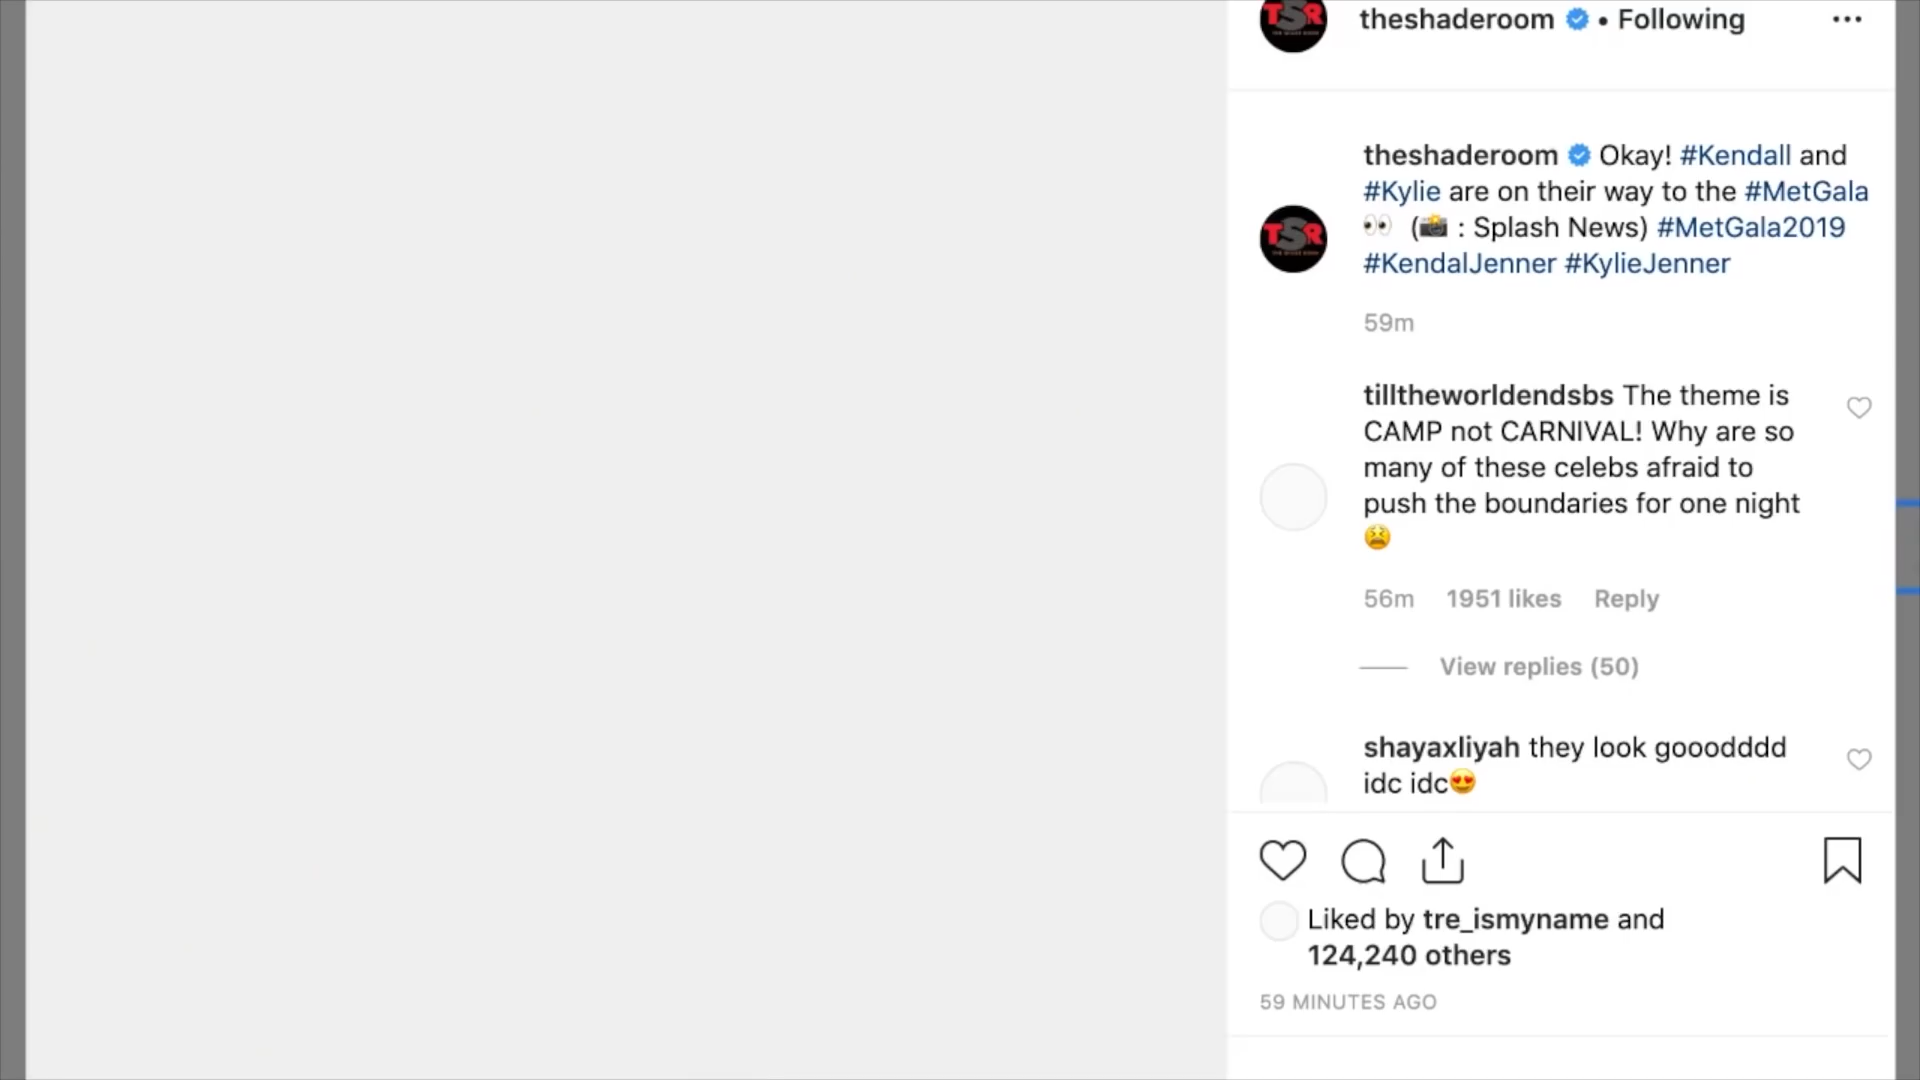 TSR
theshaderoom • Following
theshaderoom Okay! #Kendall and
#Kylie are on their way to the #MetGala
👀 (📸 : Splash News) #MetGala2019
#KendalJenner #KylieJenner
TSR
59m
tilltheworldendsbs The theme is
CAMP not CARNIVAL! Why are so
many of these celebs afraid to
push the boundaries for one night
😫
56m 1951 likes Reply
View replies (50)
shayaxliyah they look gooodddd
idc idc😍
Liked by tre_ismyname and
124,240 others
59 MINUTES AGO